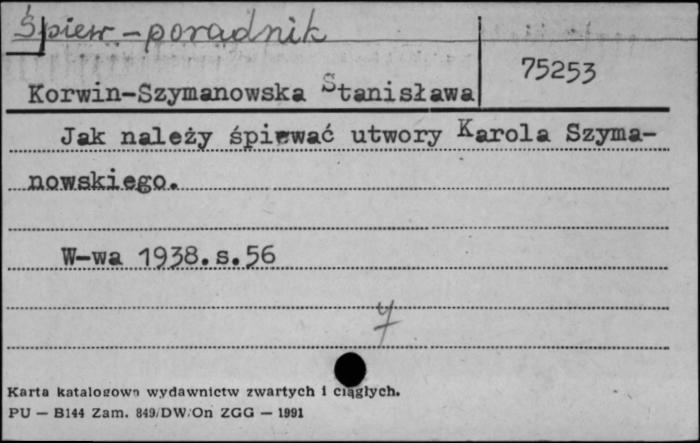 Śpiew – poradnik
75253
Korwin-Szymanowska Stanisława
Jak należy śpiewać utwory Karola Szyma-
nowskiego.
W-wa 1938.s.56
Karta katalogowa wydawnictw zwartych i ciągłych.
PU — B144 Zam. 849/DW/On ZGG — 1991